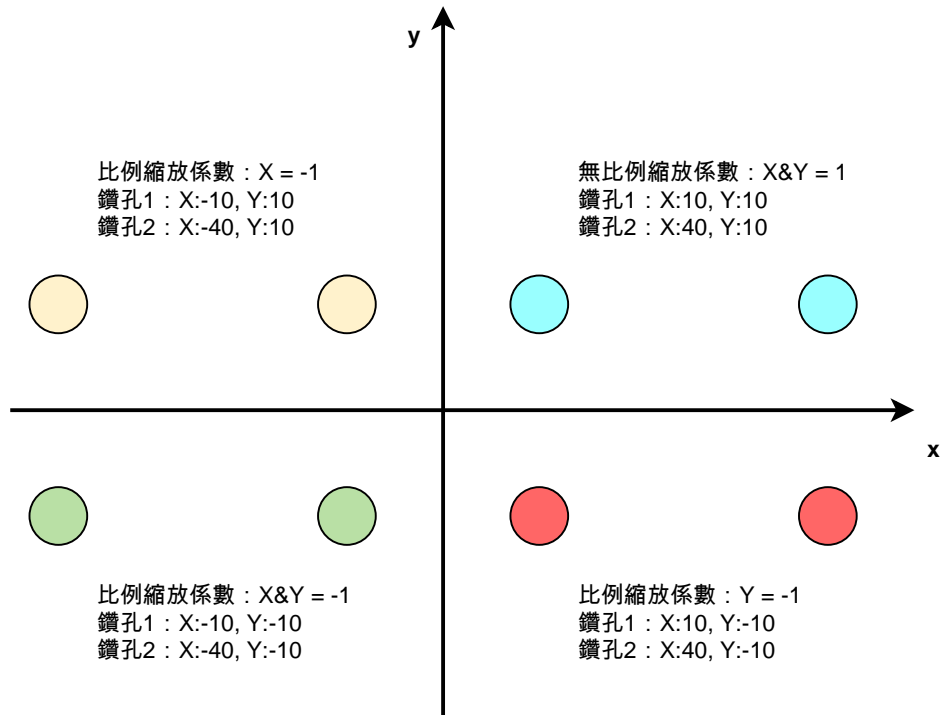 y
比例縮放係數：X = -1
鑽孔1：X:-10, Y:10
鑽孔2：X:-40, Y:10
無比例縮放係數：X&Y = 1
鑽孔1：X:10, Y:10
鑽孔2：X:40, Y:10
x
比例縮放係數：X&Y = -1
鑽孔1：X:-10, Y:-10
鑽孔2：X:-40, Y:-10
比例縮放係數：Y = -1
鑽孔1：X:10, Y:-10
鑽孔2：X:40, Y:-10